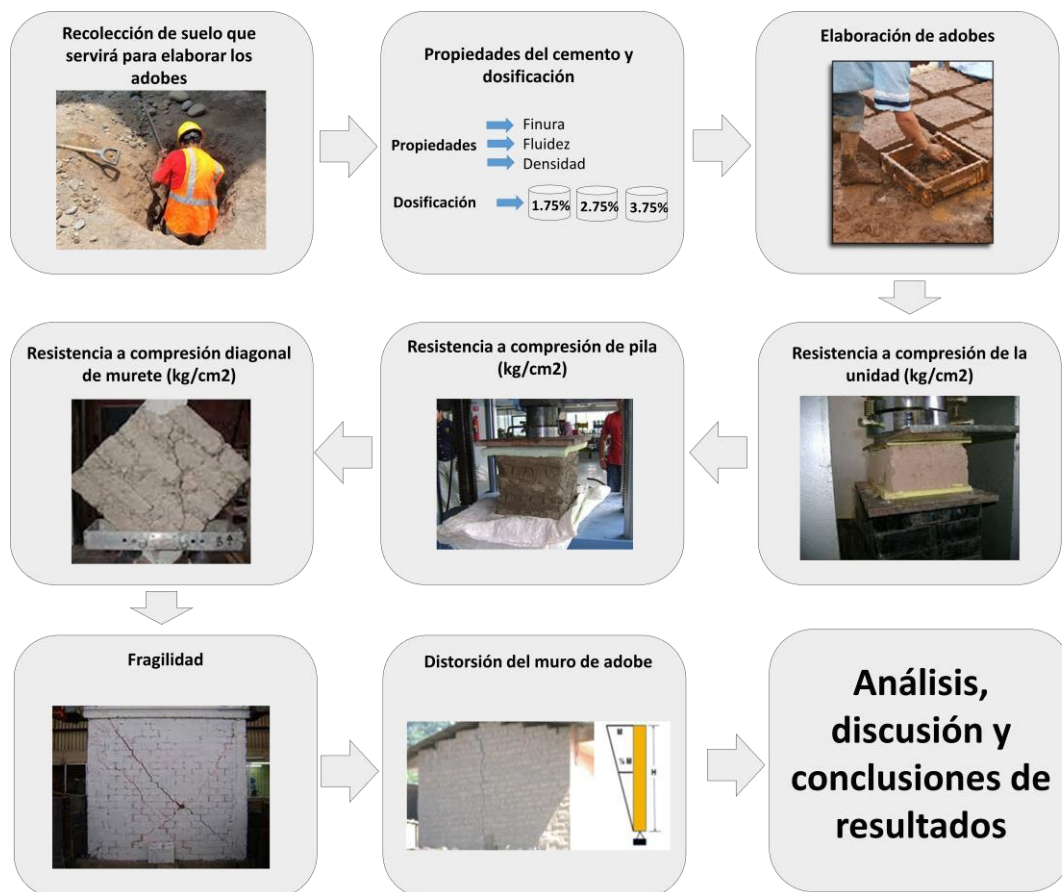 Recolección de suelo que
servirá para elaborar los
adobes
Propiedades del cemento y
dosificación
Propiedades
Finura
Fluidez
Densidad
Dosificación
1.75%
2.75%
3.75%
Elaboración de adobes
Resistencia a compresión de la
unidad (kg/cm2)
Resistencia a compresión de pila
(kg/cm2)
Resistencia a compresión diagonal
de murete (kg/cm2)
Fragilidad
Distorsión del muro de adobe
M
½ M
H
Análisis,
discusión y
conclusiones de
resultados